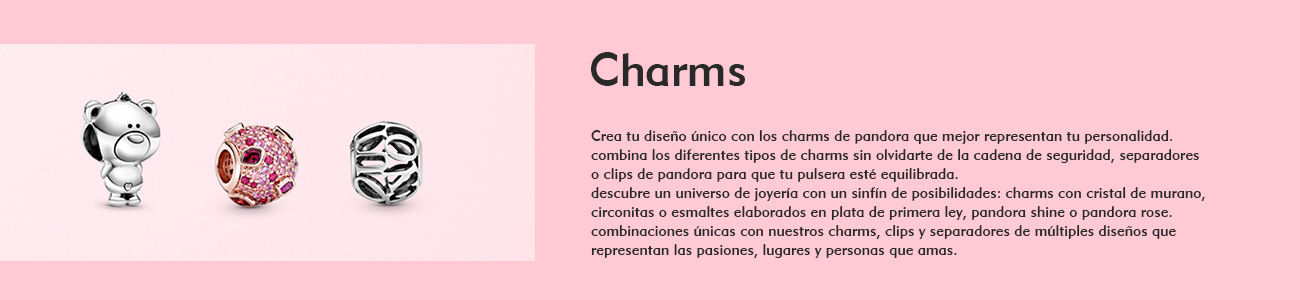 Charms
Crea tu diseño único con los charms de pandora que mejor representan tu personalidad.
combina los diferentes tipos de charms sin olvidarte de la cadena de seguridad, separadores
o clips de pandora para que tu pulsera esté equilibrada.
descubre un universo de joyería con un sinfín de posibilidades: charms con cristal de murano,
circonitas o esmaltes elaborados en plata de primera ley, pandora shine o pandora rose.
combinaciones únicas con nuestros charms, clips y separadores de múltiples diseños que
representan las pasiones, lugares y personas que amas.